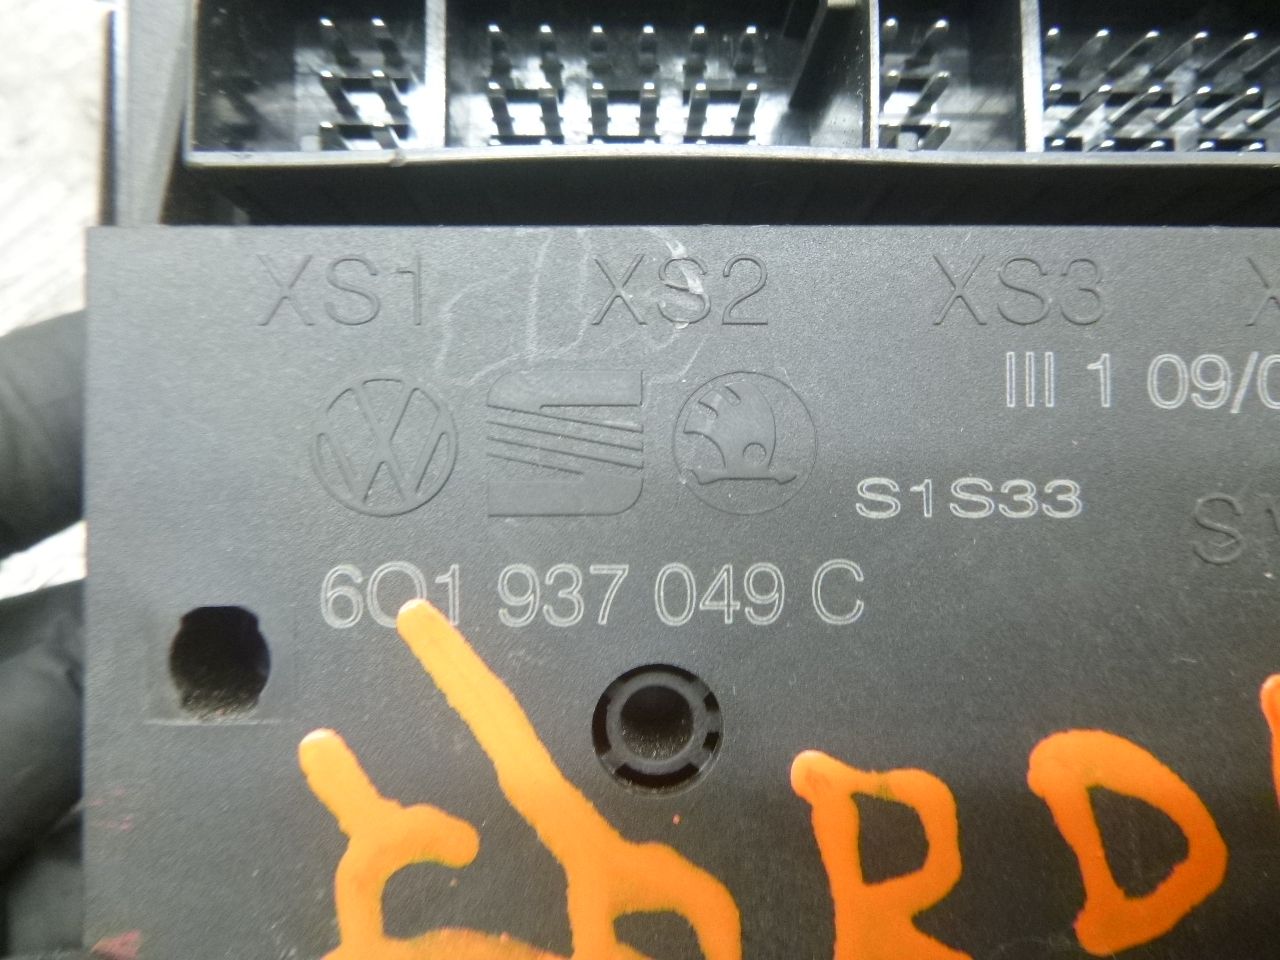 XS1 XS2 XS3
III 1 09/0
S1S33
6Q1 937 049 C